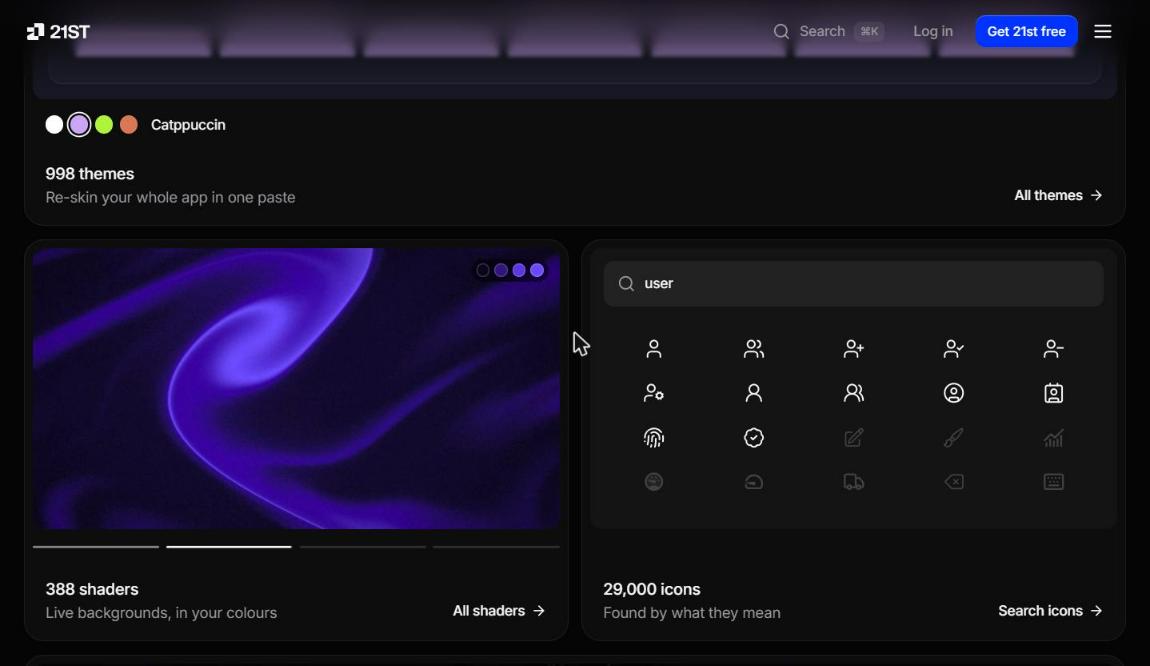 21ST
Search ⌘K
Log in
Get 21st free
Catppuccin
998 themes
Re-skin your whole app in one paste
All themes →
user
388 shaders
Live backgrounds, in your colours
All shaders →
29,000 icons
Found by what they mean
Search icons →